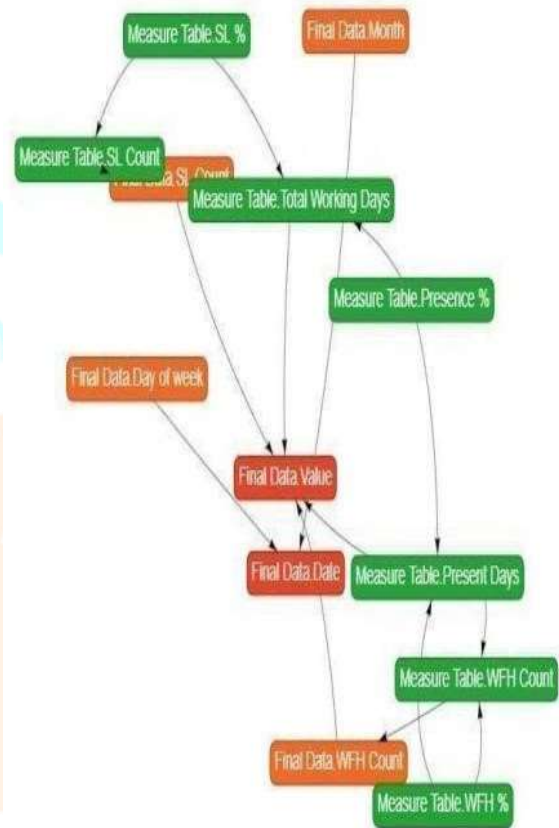 Measure Table.SL %
Final Data.Month
Measure Table.SL Count
Final Data.SL Count
Measure Table.Total Working Days
Measure Table.Presence %
Final Data.Day of week
Final Data.Value
Final Data.Date
Measure Table.Present Days
Measure Table.WFH Count
Final Data.WFH Count
Measure Table.WFH %